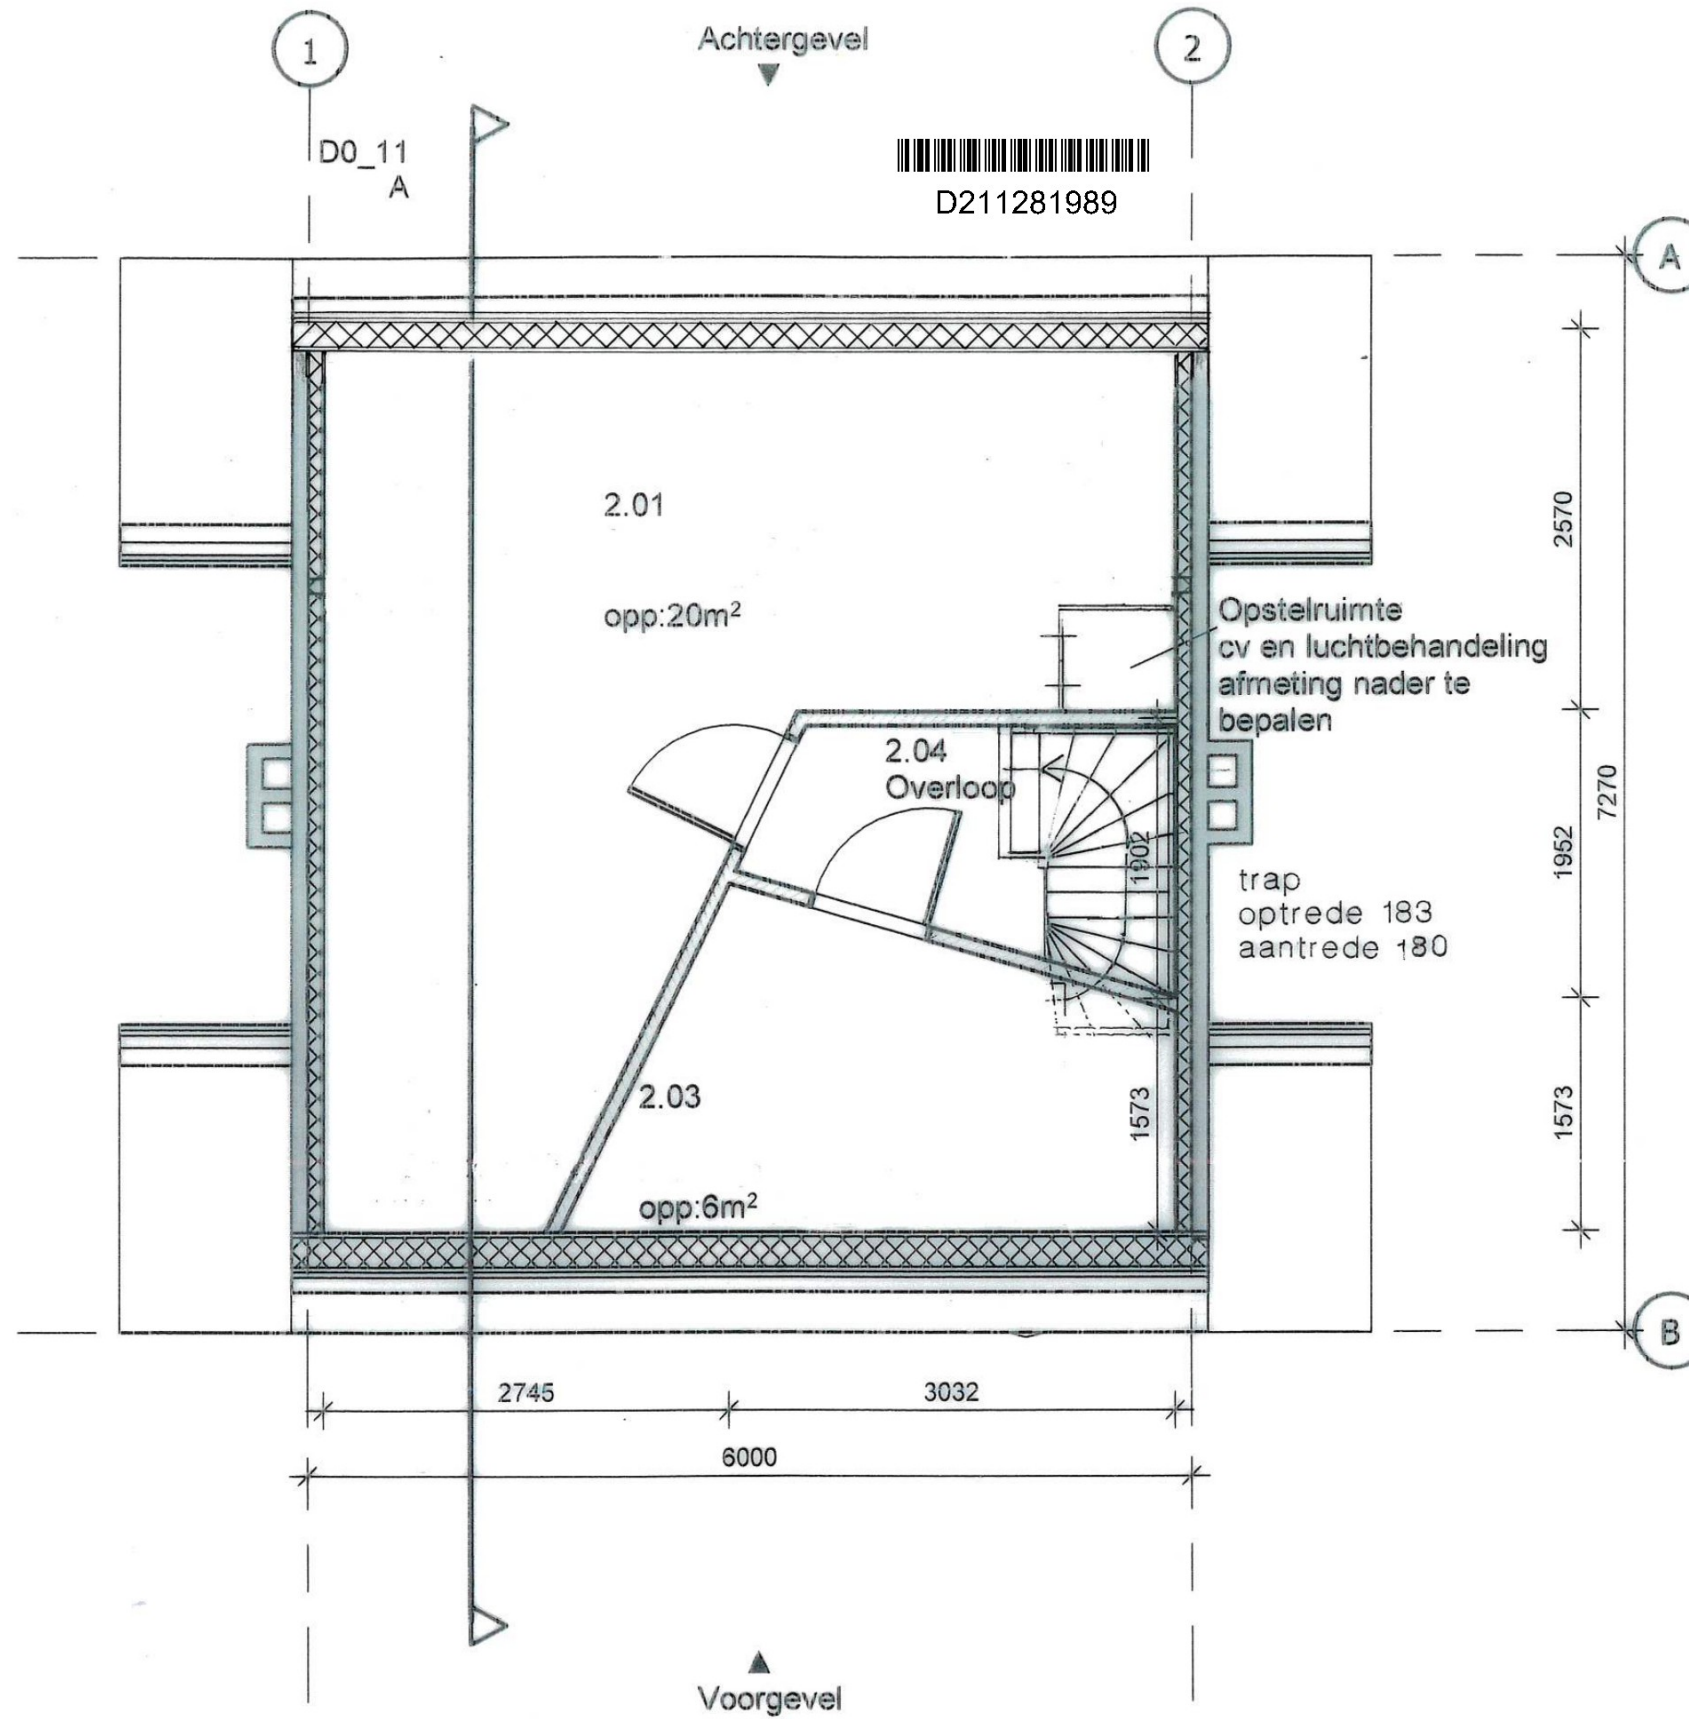 1
Achtergevel
2
D0_11
A
D211281989
A
2.01
2570
opp:20m²
Opstelruimte
cv en luchtbehandeling
afmeting nader te
bepalen
2.04
Overloop
7270
1902
1952
trap
optrede 183
aantrede 180
2.03
1573
1573
opp:6m²
B
2745
3032
6000
Voorgevel